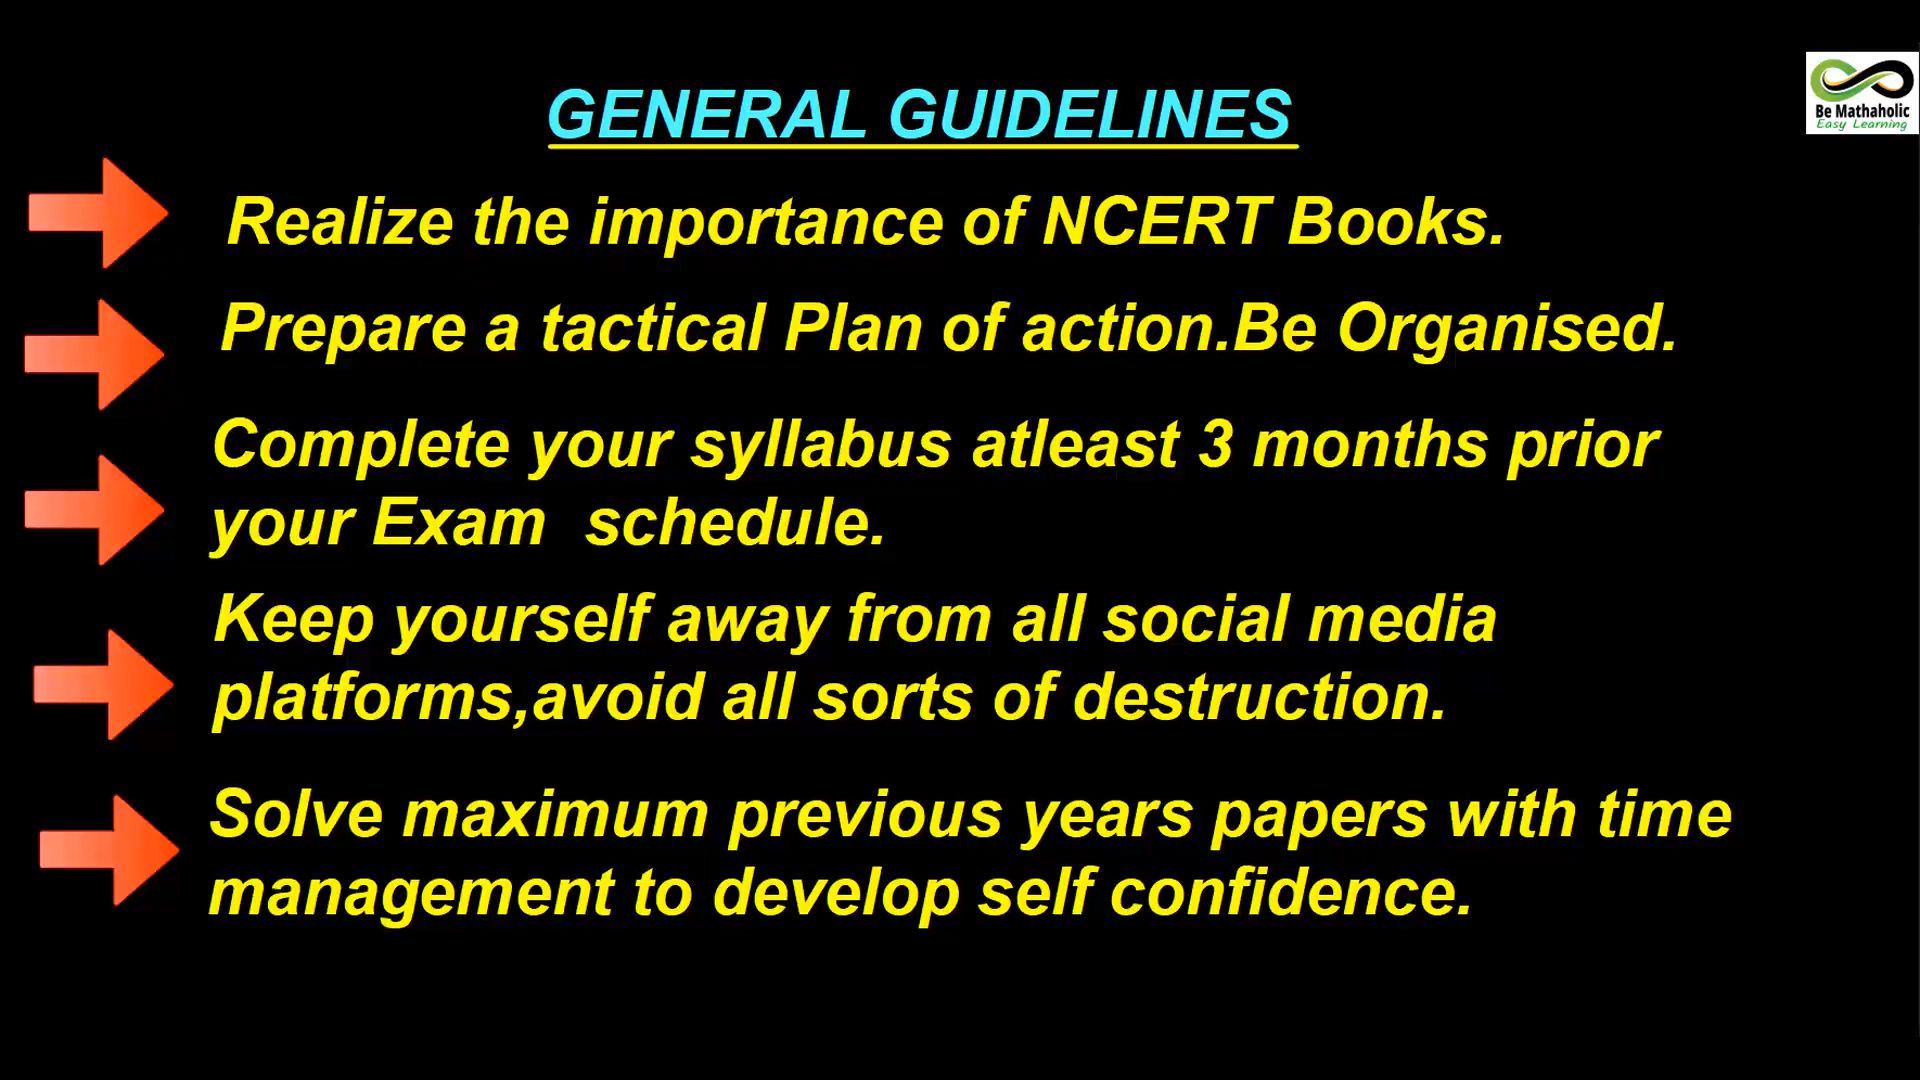 GENERAL GUIDELINES
Be Mathaholic
Easy Learning
Realize the importance of NCERT Books.
Prepare a tactical Plan of action.Be Organised.
Complete your syllabus atleast 3 months prior
your Exam  schedule.
Keep yourself away from all social media
platforms,avoid all sorts of destruction.
Solve maximum previous years papers with time
management to develop self confidence.